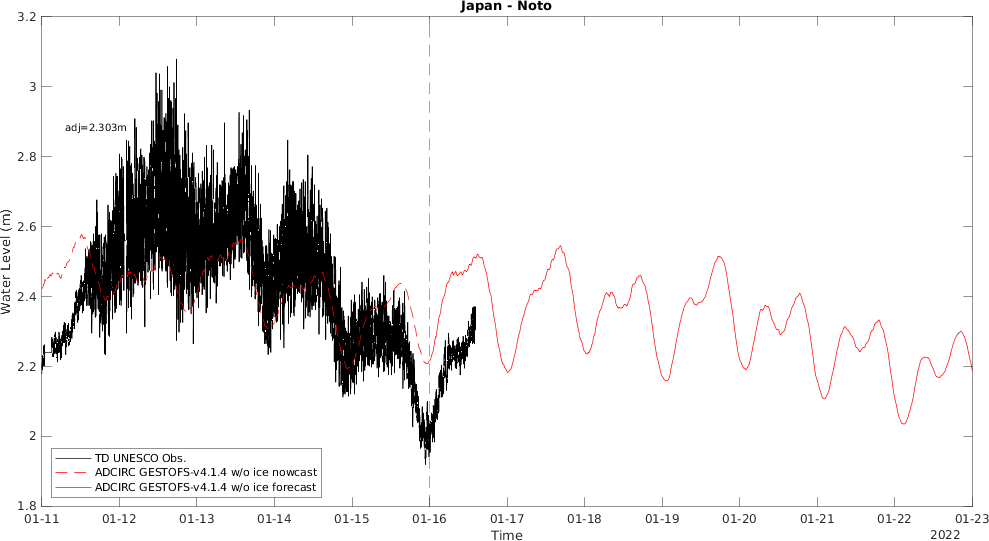 Japan - Noto
3.2
3
2.8
2.6
2.4
2.2
2
1.8
Water Level (m)
adj=2.303m
TD UNESCO Obs.
ADCIRC GESTOFS-v4.1.4 w/o ice nowcast
ADCIRC GESTOFS-v4.1.4 w/o ice forecast
01-11 01-12 01-13 01-14 01-15 01-16 01-17 01-18 01-19 01-20 01-21 01-22 01-23
Time
2022